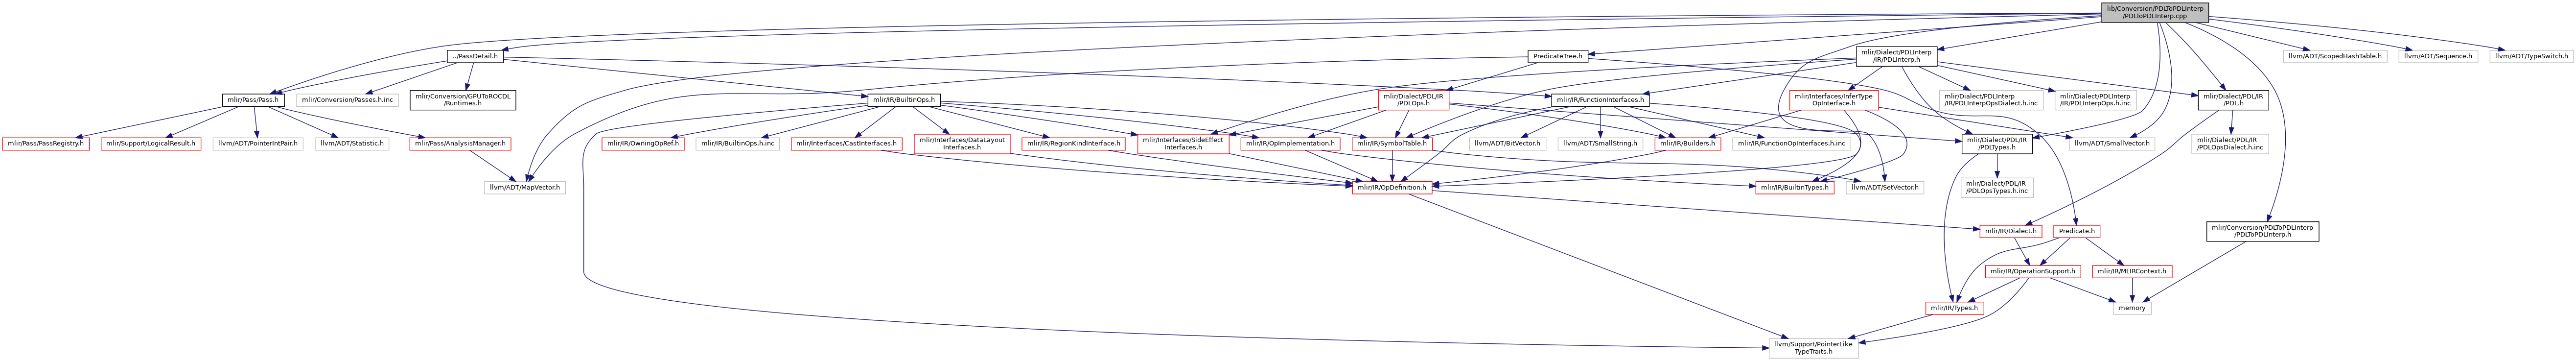 lib/Conversion/PDLToPDLInterp
/PDLToPDLInterp.cpp
../PassDetail.h
PredicateTree.h
mlir/Dialect/PDLInterp
/IR/PDLInterp.h
llvm/ADT/ScopedHashTable.h
llvm/ADT/Sequence.h
llvm/ADT/TypeSwitch.h
mlir/Pass/Pass.h
mlir/Conversion/Passes.h.inc
mlir/Conversion/GPUToROCDL
/Runtimes.h
mlir/IR/BuiltinOps.h
mlir/Dialect/PDL/IR
/PDLOps.h
mlir/IR/FunctionInterfaces.h
mlir/Interfaces/InferType
OpInterface.h
mlir/Dialect/PDLInterp
/IR/PDLInterpOpsDialect.h.inc
mlir/Dialect/PDLInterp
/IR/PDLInterpOps.h.inc
mlir/Dialect/PDL/IR
/PDL.h
mlir/Pass/PassRegistry.h
mlir/Support/LogicalResult.h
llvm/ADT/PointerIntPair.h
llvm/ADT/Statistic.h
mlir/Pass/AnalysisManager.h
mlir/IR/OwningOpRef.h
mlir/IR/BuiltinOps.h.inc
mlir/Interfaces/CastInterfaces.h
mlir/Interfaces/DataLayout
Interfaces.h
mlir/IR/RegionKindInterface.h
mlir/Interfaces/SideEffect
Interfaces.h
mlir/IR/OpImplementation.h
mlir/IR/SymbolTable.h
llvm/ADT/BitVector.h
llvm/ADT/SmallString.h
mlir/IR/Builders.h
mlir/IR/FunctionOpInterfaces.h.inc
mlir/Dialect/PDL/IR
/PDLTypes.h
llvm/ADT/SmallVector.h
mlir/Dialect/PDL/IR
/PDLOpsDialect.h.inc
llvm/ADT/MapVector.h
mlir/IR/OpDefinition.h
mlir/IR/BuiltinTypes.h
llvm/ADT/SetVector.h
mlir/Dialect/PDL/IR
/PDLOpsTypes.h.inc
mlir/IR/Dialect.h
Predicate.h
mlir/Conversion/PDLToPDLInterp
/PDLToPDLInterp.h
mlir/IR/OperationSupport.h
mlir/IR/MLIRContext.h
mlir/IR/Types.h
memory
llvm/Support/PointerLike
TypeTraits.h